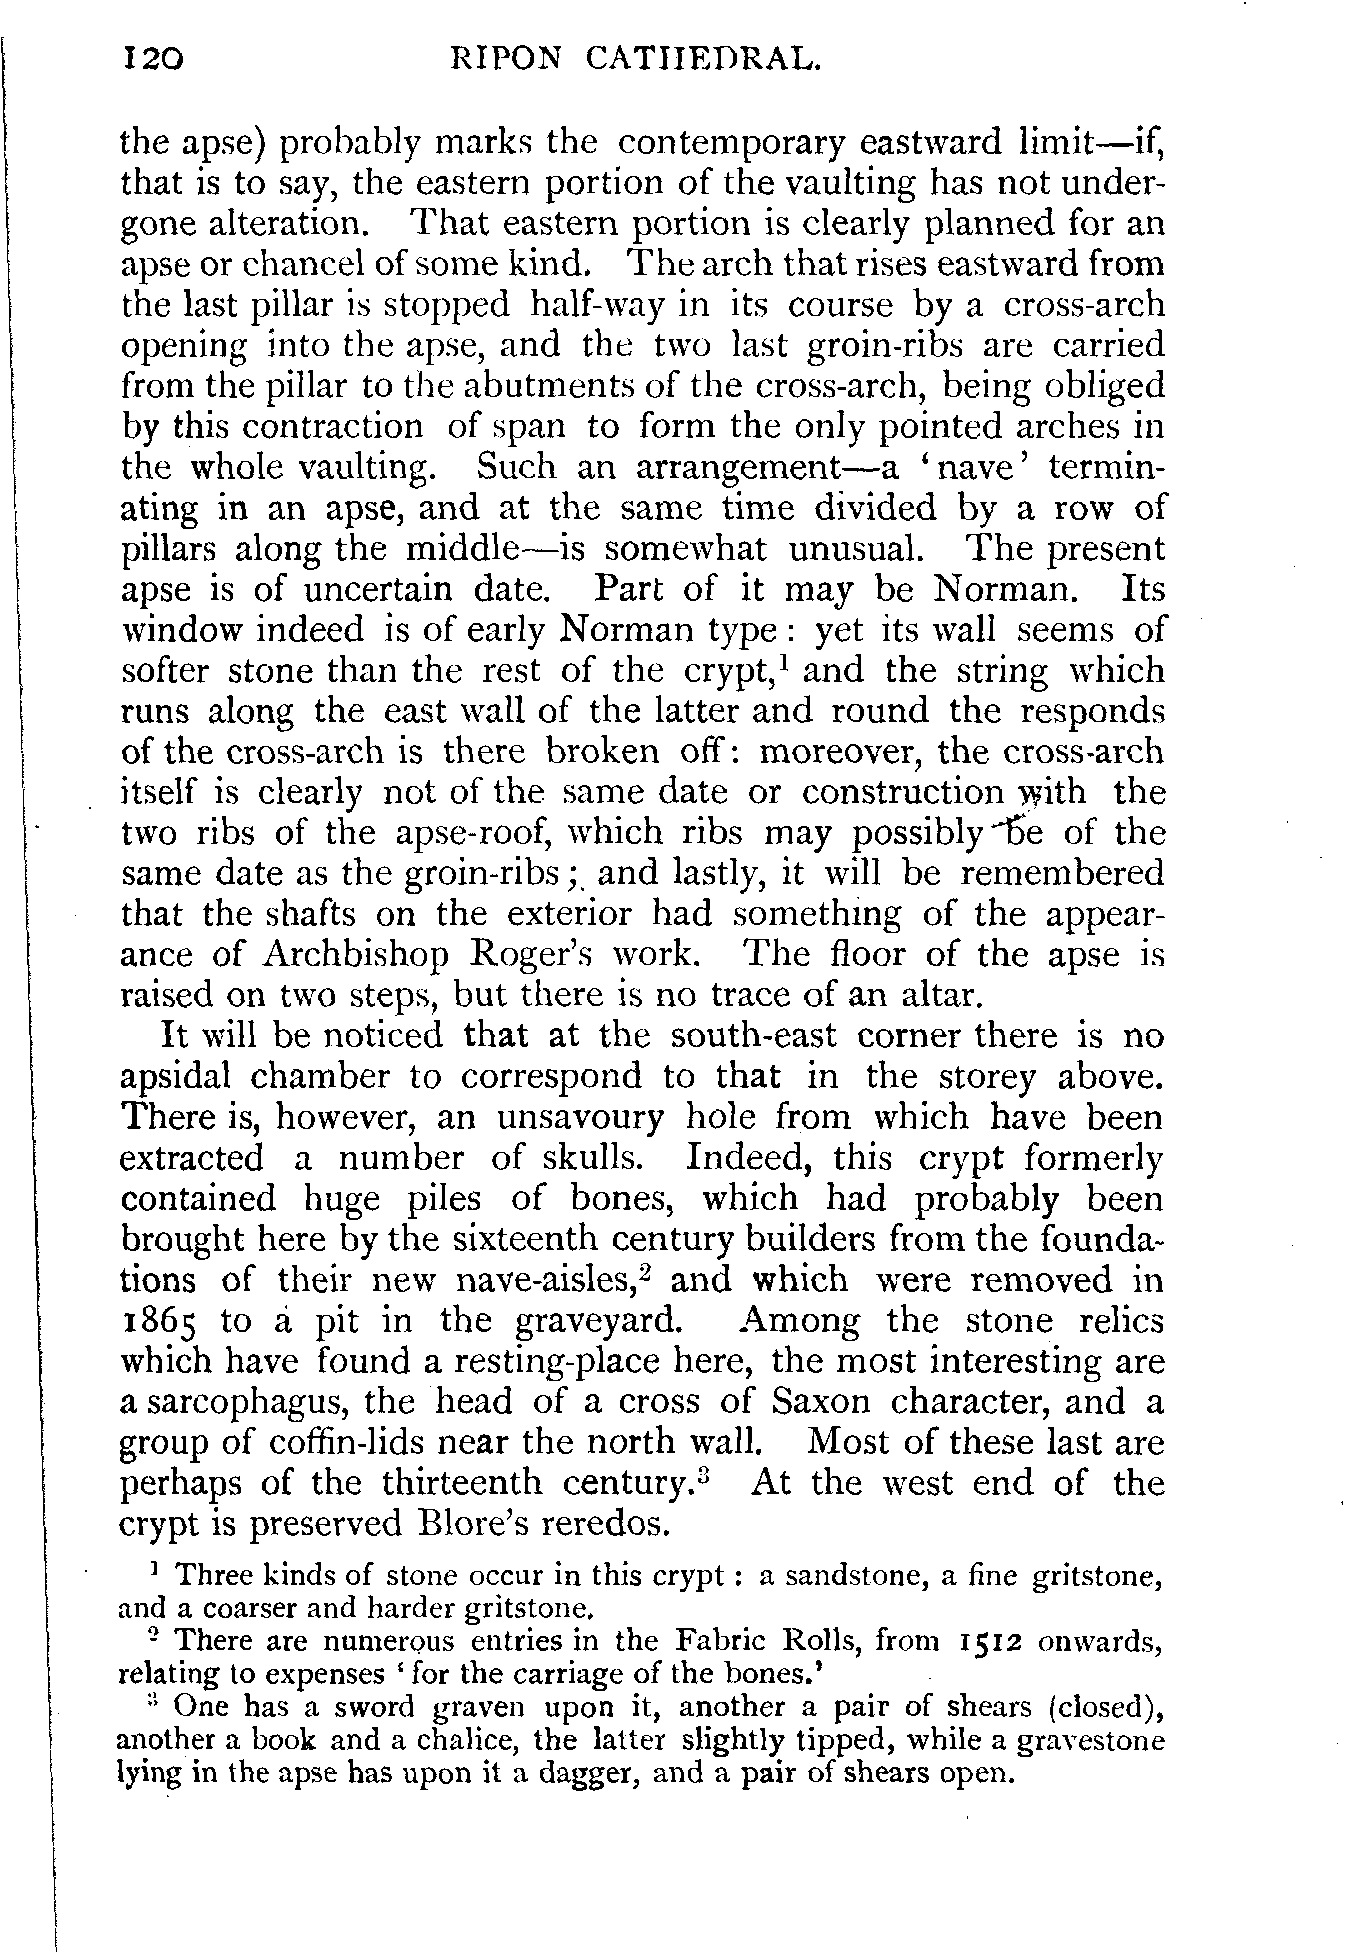 120 RIPON CATHEDRAL.
the apse) probably marks the contemporary eastward limit—if,
that is to say, the eastern portion of the vaulting has not under-
gone alteration. That eastern portion is clearly planned for an
apse or chancel of some kind. The arch that rises eastward from
the last pillar is stopped half-way in its course by a cross-arch
opening into the apse, and the two last groin-ribs are carried
from the pillar to the abutments of the cross-arch, being obliged
by this contraction of span to form the only pointed arches in
the whole vaulting. Such an arrangement—a ‘nave’ termin-
ating in an apse, and at the same time divided by a row of
pillars along the middle—is somewhat unusual. The present
apse is of uncertain date. Part of it may be Norman. Its
window indeed is of early Norman type: yet its wall seems of
softer stone than the rest of the crypt,¹ and the string which
runs along the east wall of the latter and round the responds
of the cross-arch is there broken off: moreover, the cross-arch
itself is clearly not of the same date or construction with the
two ribs of the apse-roof, which ribs may possibly be of the
same date as the groin-ribs; and lastly, it will be remembered
that the shafts on the exterior had something of the appear-
ance of Archbishop Roger’s work. The floor of the apse is
raised on two steps, but there is no trace of an altar.
It will be noticed that at the south-east corner there is no
apsidal chamber to correspond to that in the storey above.
There is, however, an unsavoury hole from which have been
extracted a number of skulls. Indeed, this crypt formerly
contained huge piles of bones, which had probably been
brought here by the sixteenth century builders from the founda-
tions of their new nave-aisles,² and which were removed in
1865 to a pit in the graveyard. Among the stone relics
which have found a resting-place here, the most interesting are
a sarcophagus, the head of a cross of Saxon character, and a
group of coffin-lids near the north wall. Most of these last are
perhaps of the thirteenth century.³ At the west end of the
crypt is preserved Blore’s reredos.
¹ Three kinds of stone occur in this crypt: a sandstone, a fine gritstone,
and a coarser and harder gritstone.
² There are numerous entries in the Fabric Rolls, from 1512 onwards,
relating to expenses ‘for the carriage of the bones.’
³ One has a sword graven upon it, another a pair of shears (closed),
another a book and a chalice, the latter slightly tipped, while a gravestone
lying in the apse has upon it a dagger, and a pair of shears open.